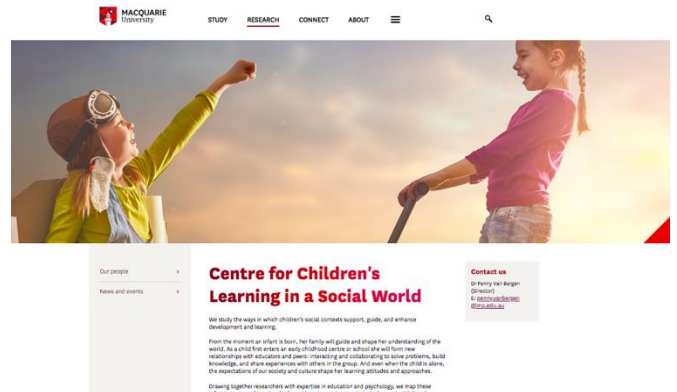 MACQUARIE
University
STUDY
RESEARCH
CONNECT
ABOUT
Our people
News and events
Centre for Children's
Learning in a Social World
We study the ways in which children's social contexts support, guide, and enhance
development and learning.
From the moment an infant is born, her family will guide and shape her understanding of the
world. As a child first enters an early childhood centre or school she will form new
relationships with educators and peers: interacting and collaborating to solve problems, build
knowledge, and share experiences with others in the group. And even when the child is alone,
the expectations of our society and culture shape her learning attitudes and approaches.
Drawing together researchers with expertise in education and psychology, we map these
Contact us
Dr Penny Van Bergen
(Director)
E: penny.vanbergen
@mq.edu.au